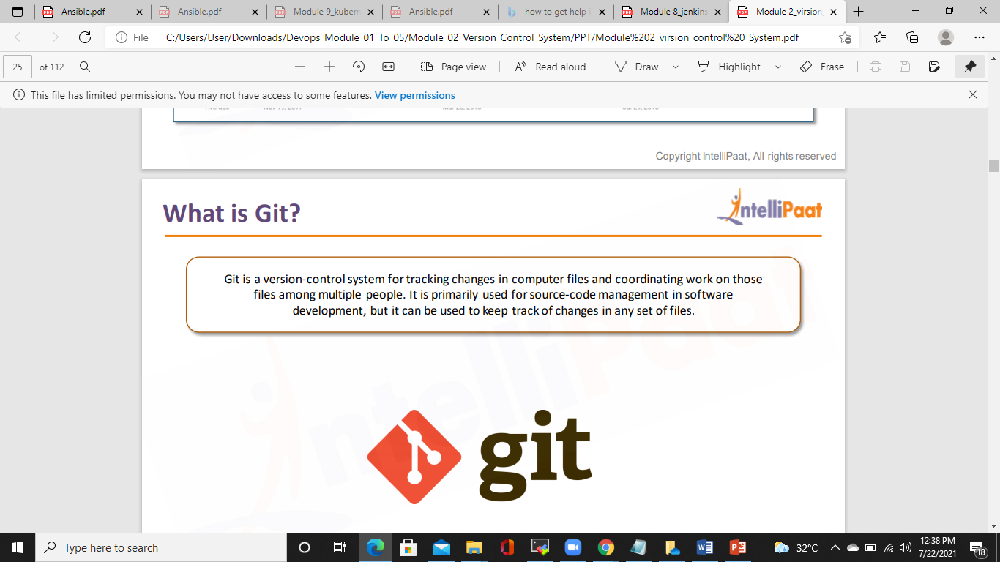 Ansible.pdf
Ansible.pdf
Module 9_kubern
Ansible.pdf
how to get help i
Module 8_jenkins
Module 2_virsion
File
C:/Users/User/Downloads/Devops_Module_01_To_05/Module_02_Version_Control_System/PPT/Module%202_virsion_control%20_System.pdf
25 of 112
Page view
Read aloud
Draw
Highlight
Erase
This file has limited permissions. You may not have access to some features. View permissions
Copyright IntelliPaat, All rights reserved
What is Git?
IntelliPaat
Git is a version-control system for tracking changes in computer files and coordinating work on those
files among multiple people. It is primarily used for source-code management in software
development, but it can be used to keep track of changes in any set of files.
git
Type here to search
32°C
12:38 PM
7/22/2021
18